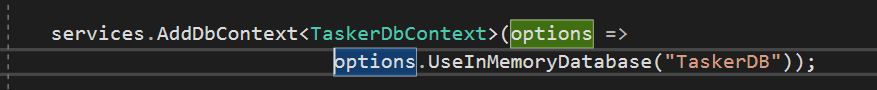 services.AddDbContext<TaskerDbContext>(options =>
options.UseInMemoryDatabase("TaskerDB"));